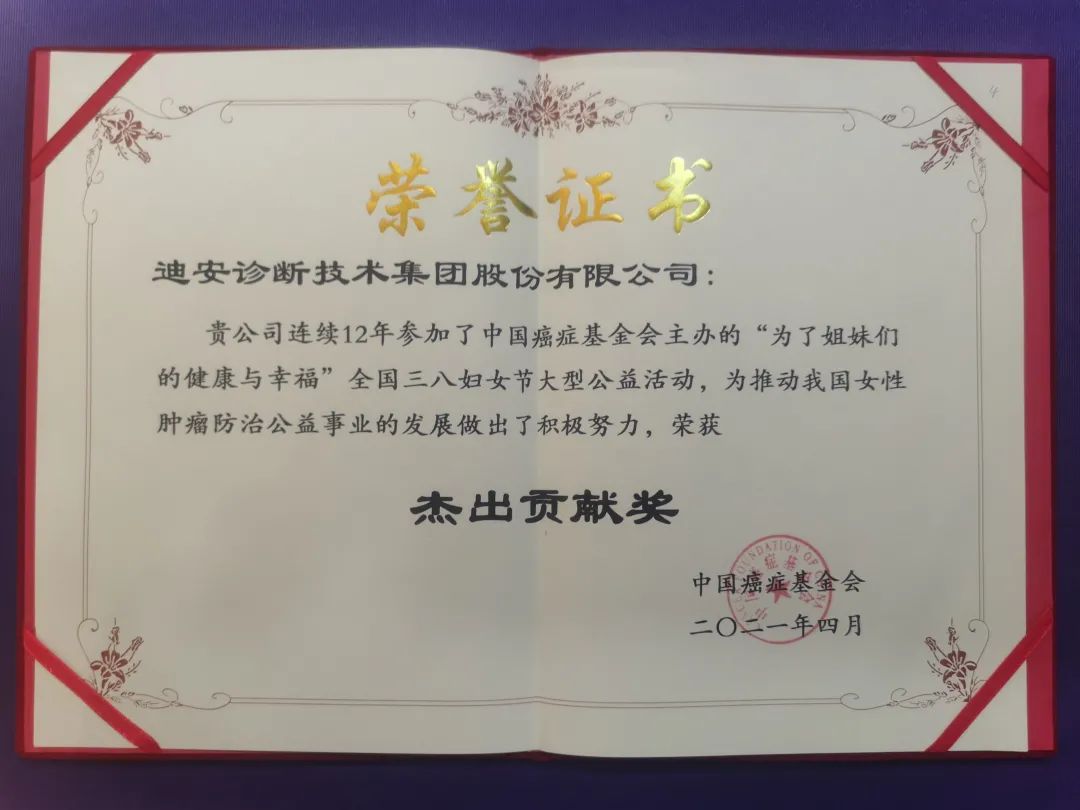 4
荣誉证书
迪安诊断技术集团股份有限公司：
贵公司连续12年参加了中国癌症基金会主办的“为了姐妹们
的健康与幸福”全国三八妇女节大型公益活动，为推动我国女性
肿瘤防治公益事业的发展做出了积极努力，荣获
杰出贡献奖
中国癌症基金会
二〇二一年四月
FOUNDATION OF CHINA